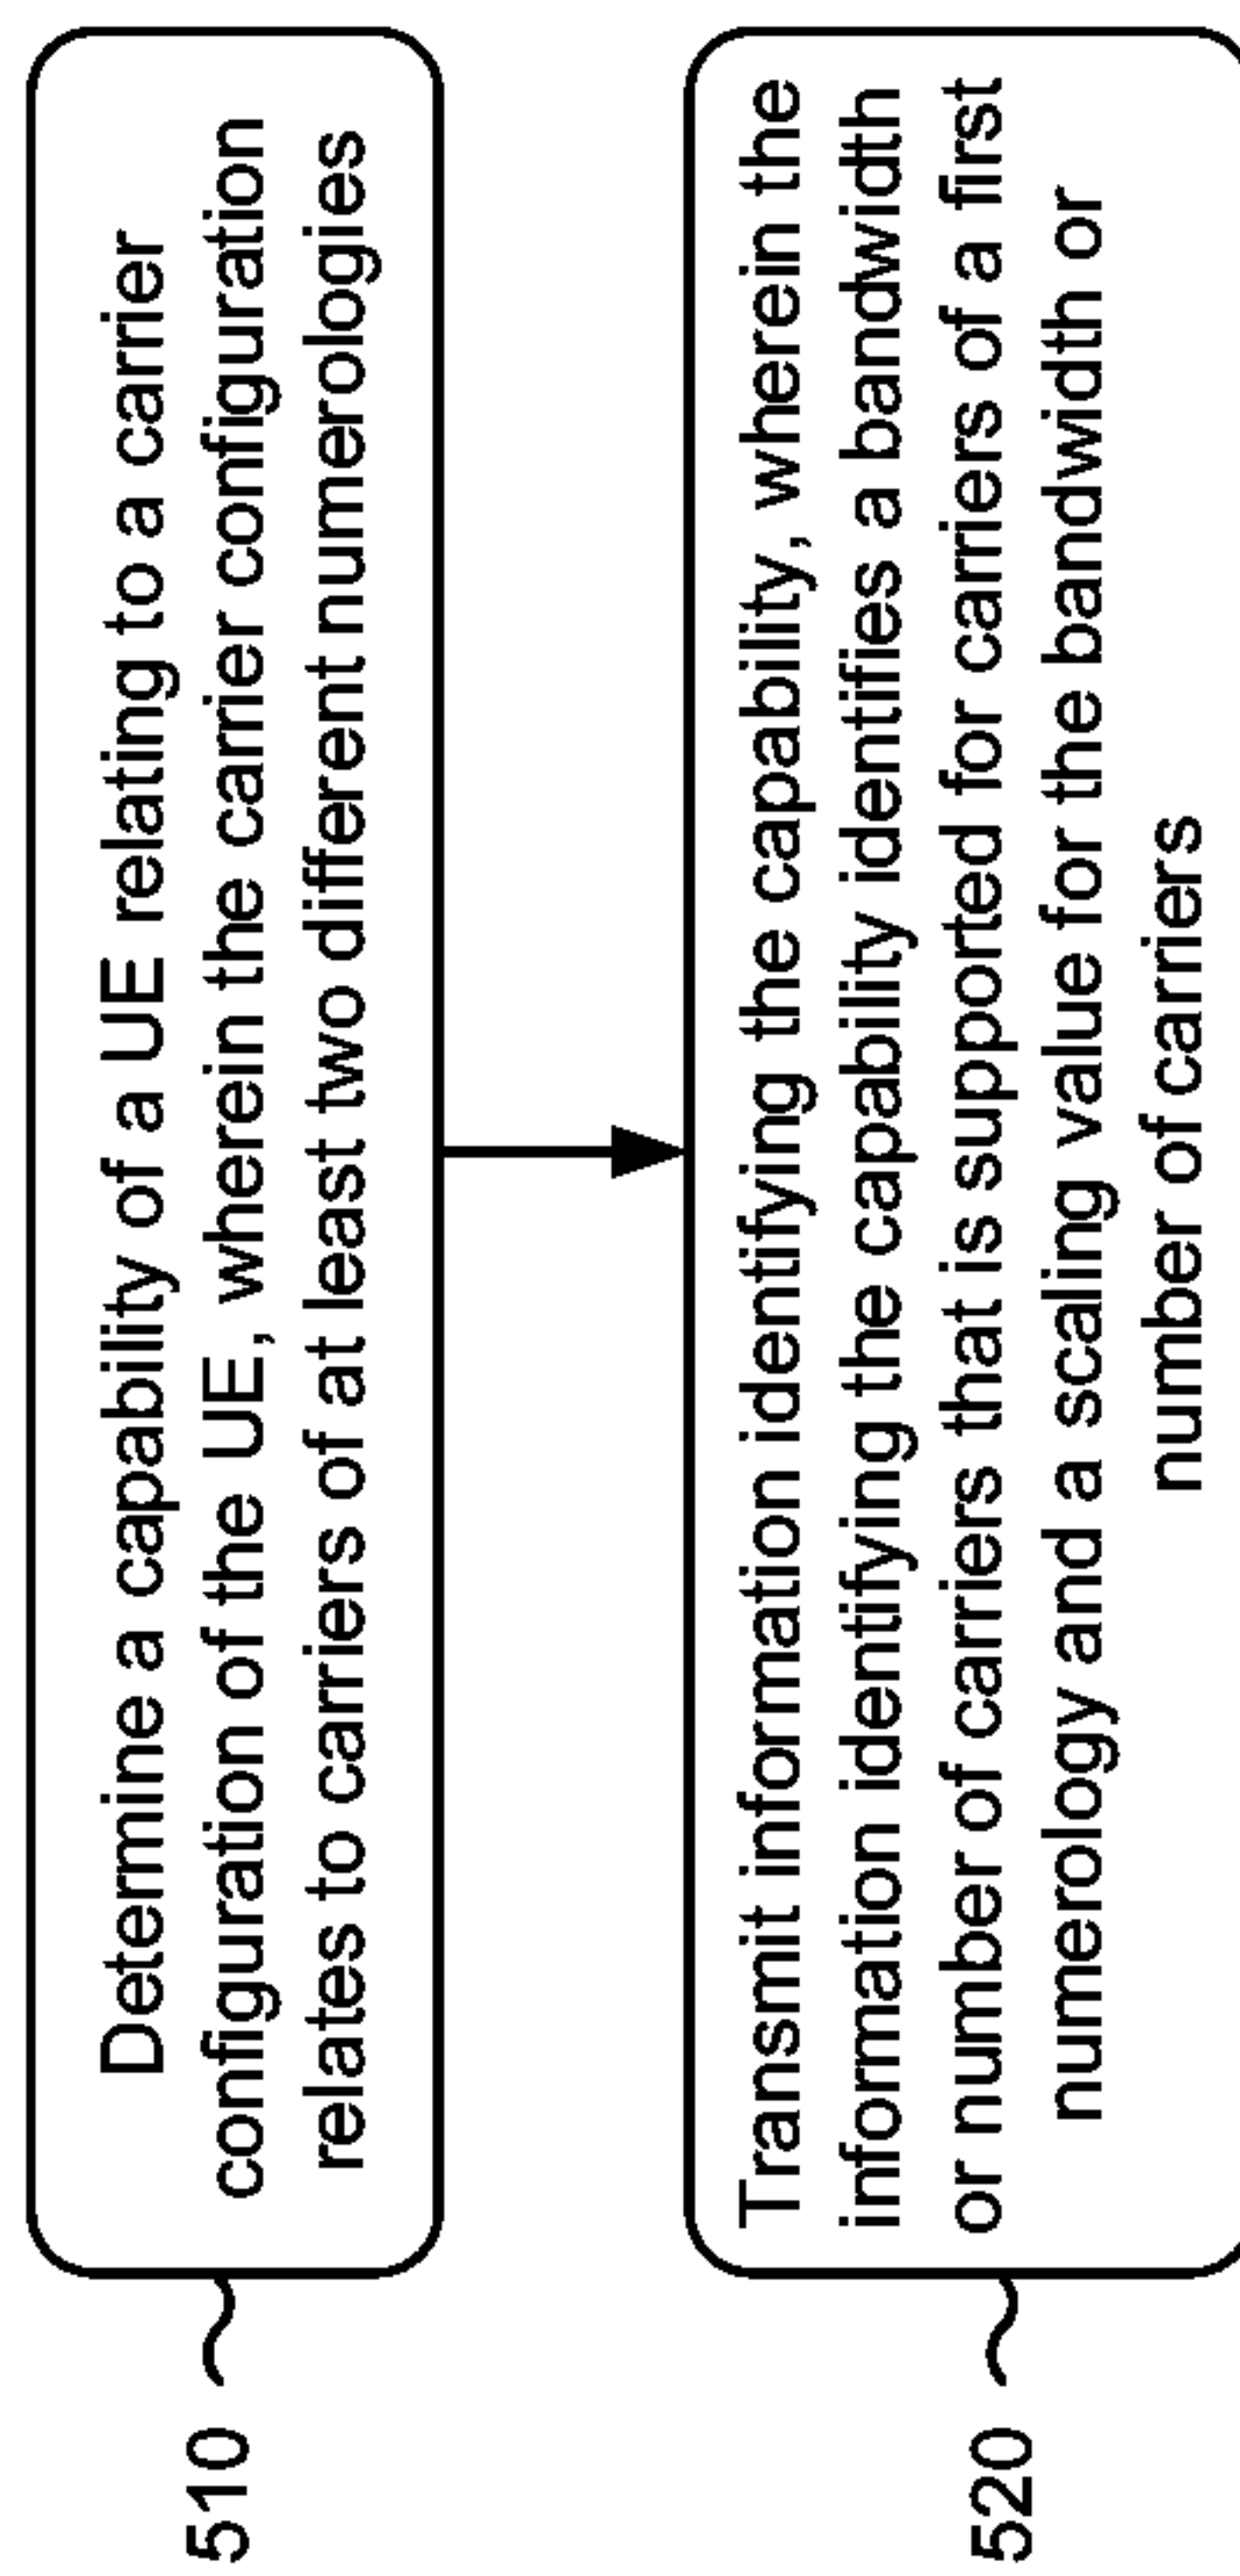 510
Determine a capability of a UE relating to a carrier
configuration of the UE, wherein the carrier configuration
relates to carriers of at least two different numerologies
520
Transmit information identifying the capability, wherein the
information identifying the capability identifies a bandwidth
or number of carriers that is supported for carriers of a first
numerology and a scaling value for the bandwidth or
number of carriers